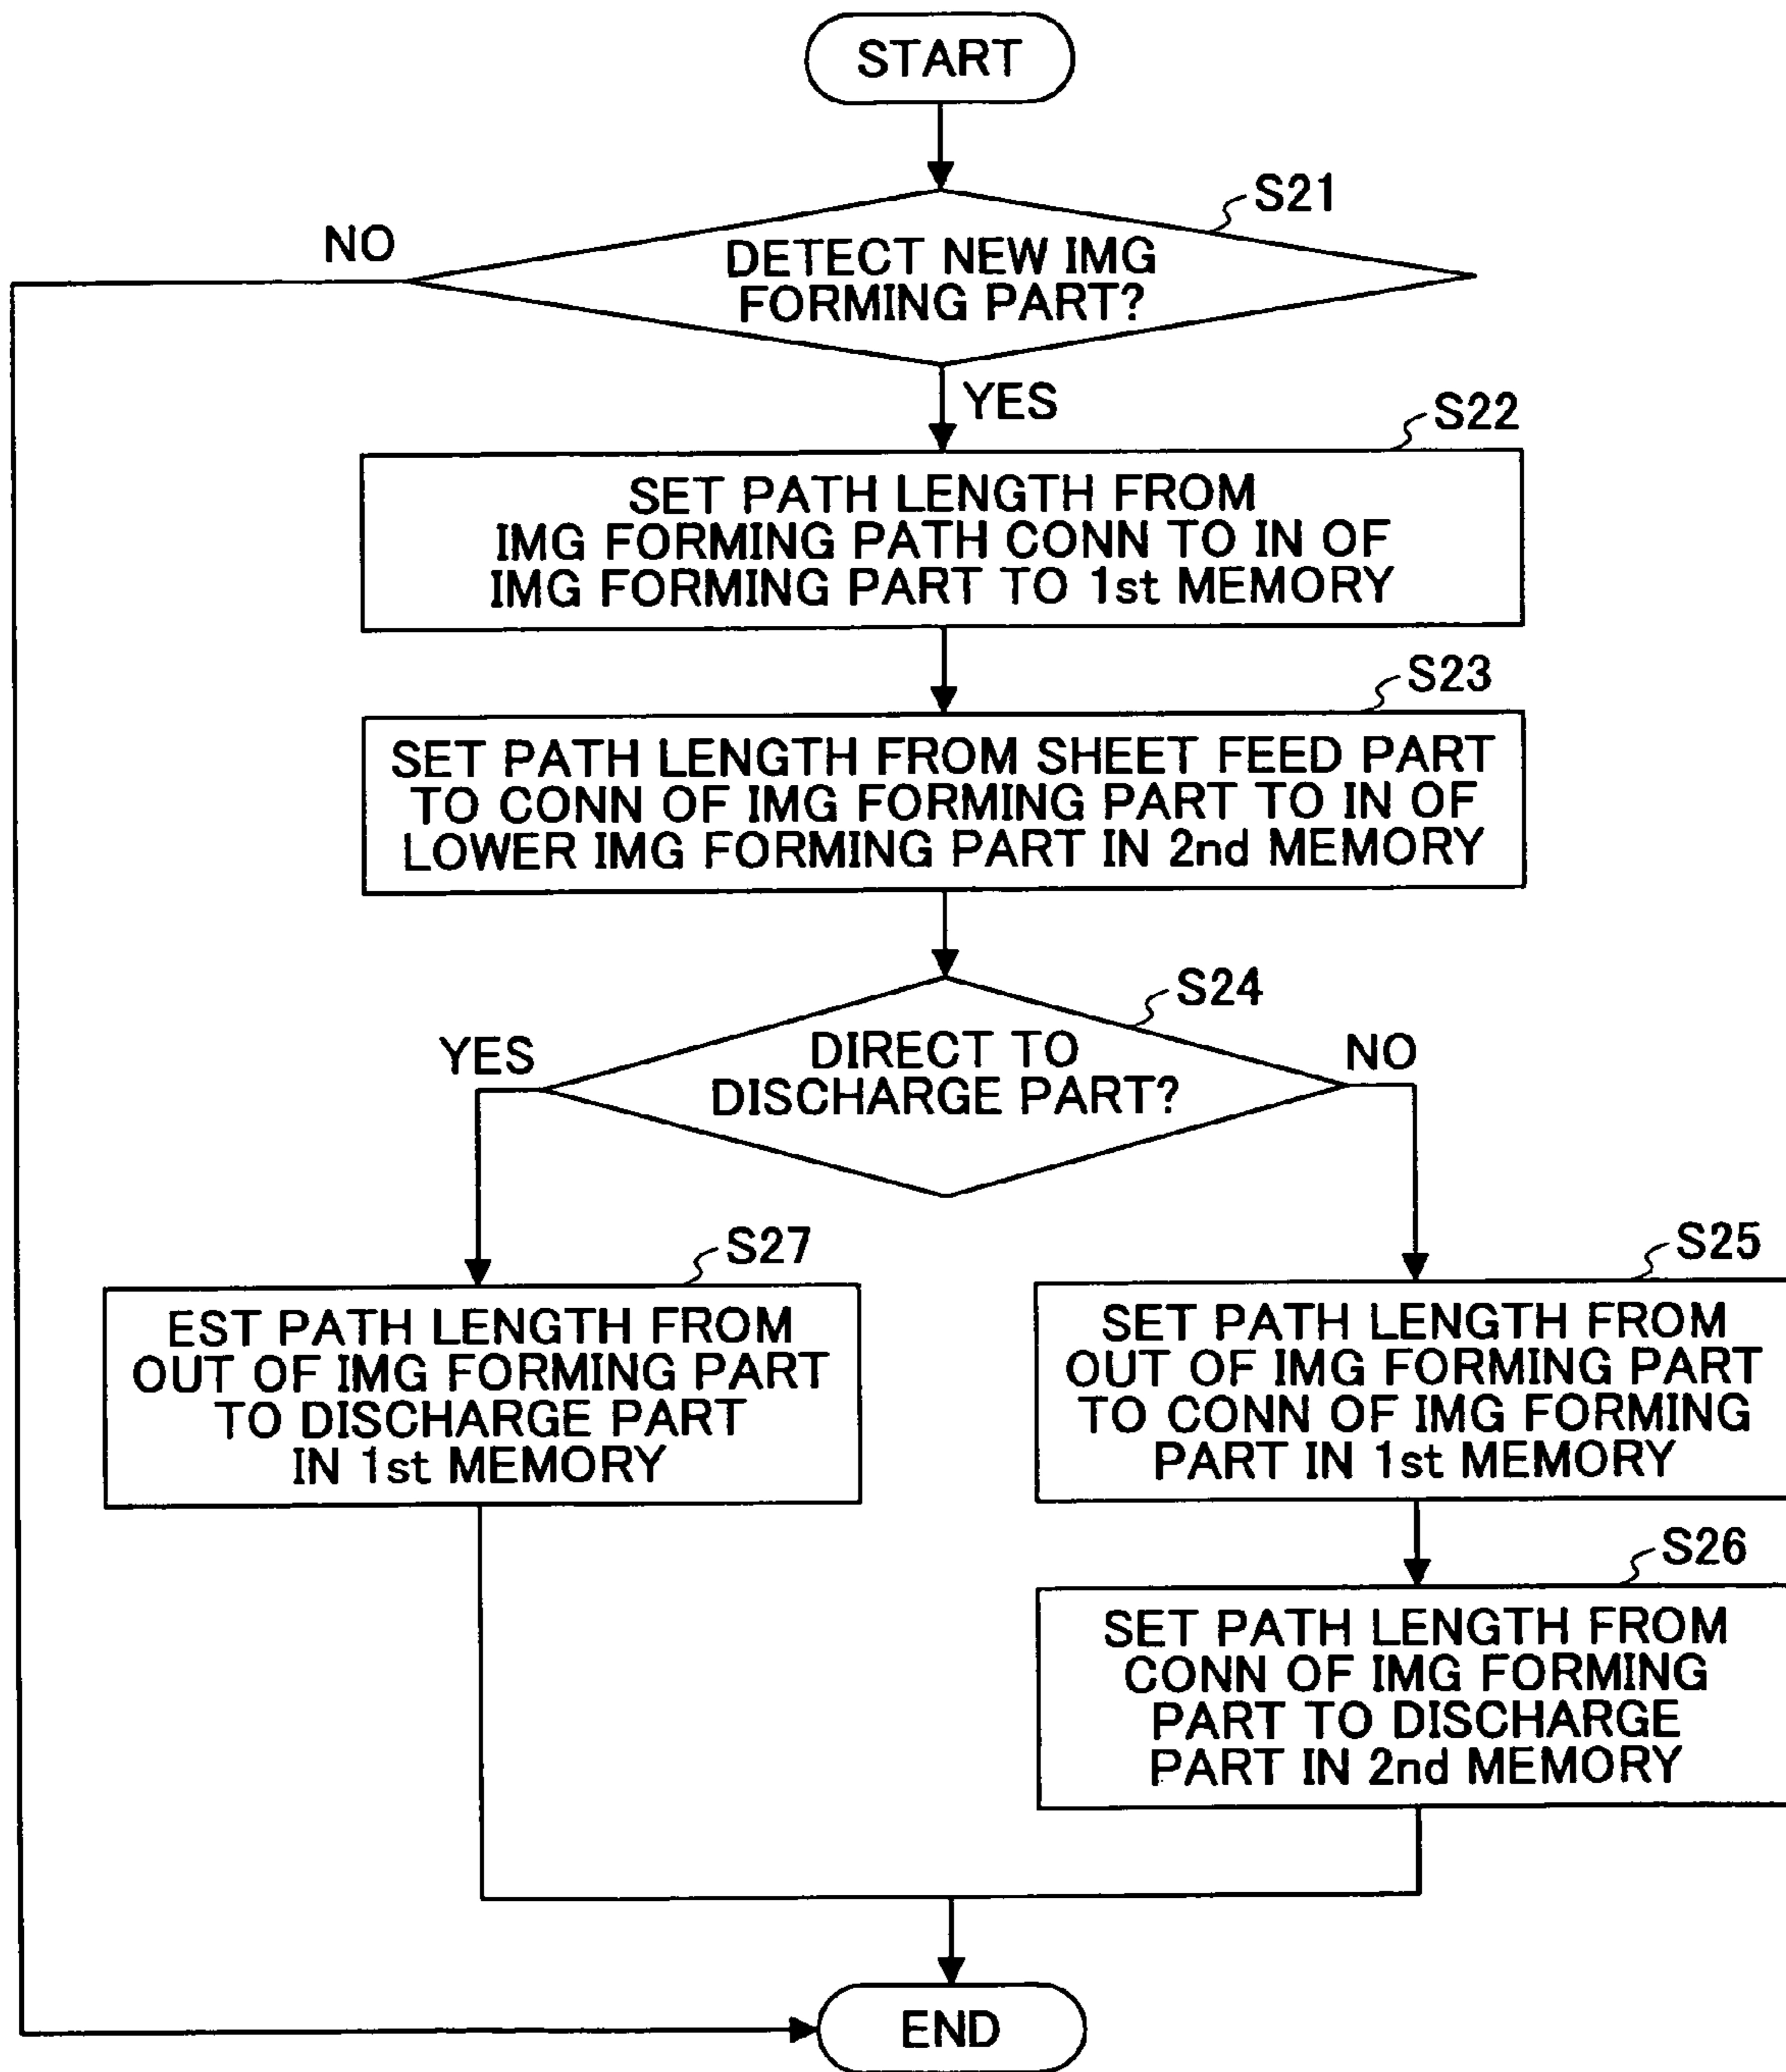 START
S21
NO
DETECT NEW IMG
FORMING PART?
YES
S22
SET PATH LENGTH FROM
IMG FORMING PATH CONN TO IN OF
IMG FORMING PART TO 1st MEMORY
S23
SET PATH LENGTH FROM SHEET FEED PART
TO CONN OF IMG FORMING PART TO IN OF
LOWER IMG FORMING PART IN 2nd MEMORY
S24
YES
DIRECT TO
DISCHARGE PART?
NO
S27
EST PATH LENGTH FROM
OUT OF IMG FORMING PART
TO DISCHARGE PART
IN 1st MEMORY
S25
SET PATH LENGTH FROM
OUT OF IMG FORMING PART
TO CONN OF IMG FORMING
PART IN 1st MEMORY
S26
SET PATH LENGTH FROM
CONN OF IMG FORMING
PART TO DISCHARGE
PART IN 2nd MEMORY
END